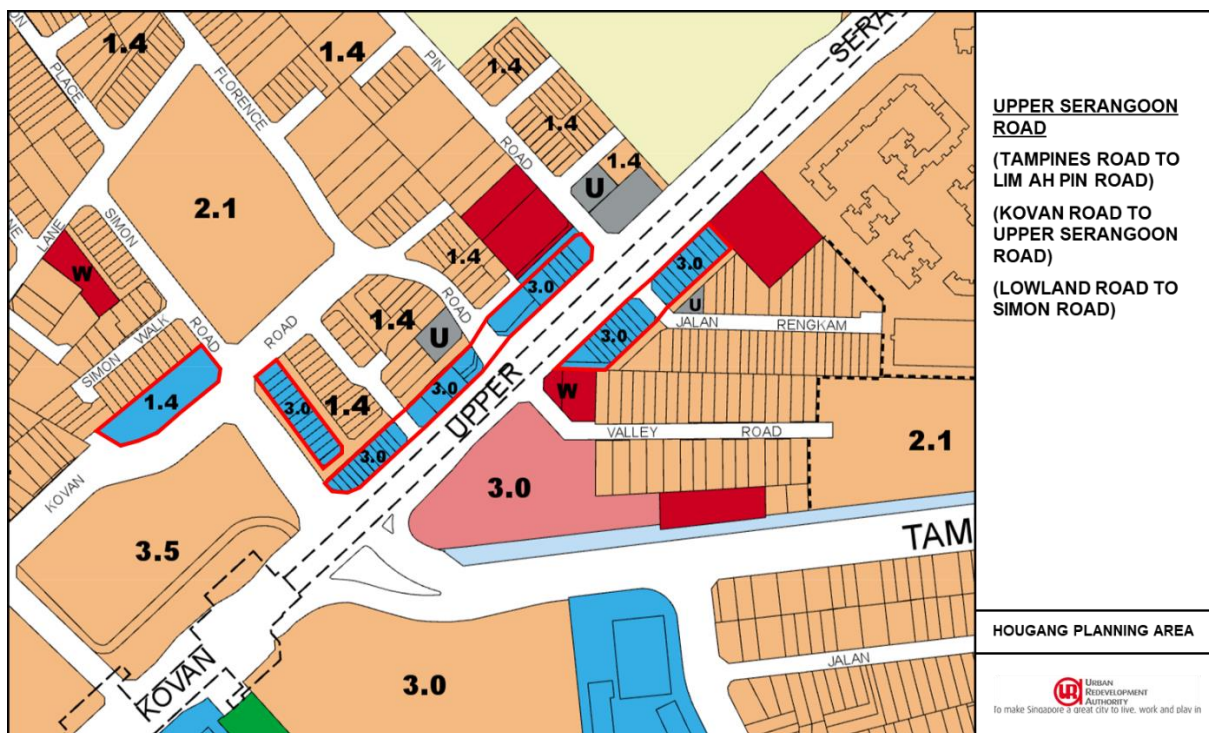 ON
PLACE
1.4
FLORENCE
1.4
PIN
1.4
SERA
1.4
ROAD
1.4
U
2.1
SIMON
LANE
NE
W
1.4
ROAD
3.0
3.0
U
JALAN RENGKAM
SIMON WALK
ROAD
ROAD
1.4
U
3.0
3.0
UPPER
1.4
3.0
1.4
3.0
W
VALLEY ROAD
2.1
KOVAN
3.0
3.5
TAM
KOVAN
3.0
JALAN
UPPER SERANGOON
ROAD
(TAMPINES ROAD TO
LIM AH PIN ROAD)
(KOVAN ROAD TO
UPPER SERANGOON
ROAD)
(LOWLAND ROAD TO
SIMON ROAD)
HOUGANG PLANNING AREA
URBAN
REDEVELOPMENT
AUTHORITY
To make Singapore a great city to live, work and play in